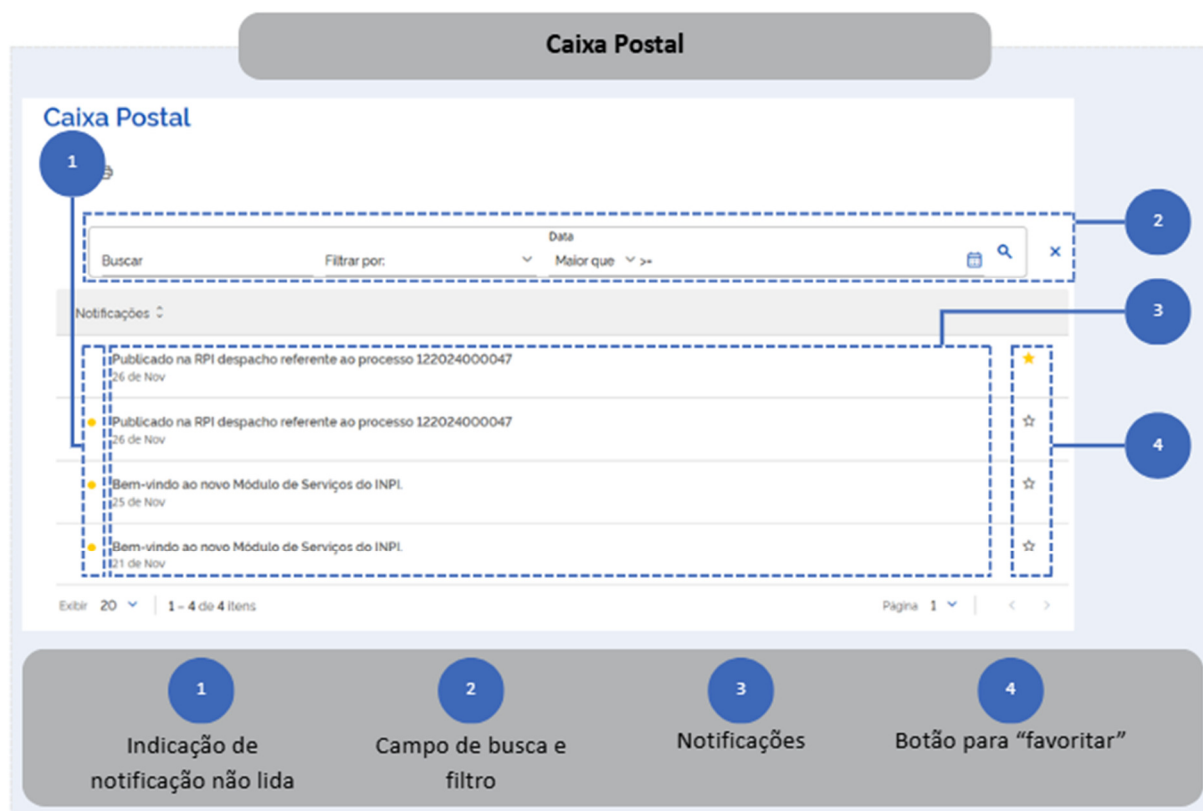 Caixa Postal
Caixa Postal
1
2
Data
Buscar Filtrar por: Maior que >=
Notificações
3
Publicado na RPI despacho referente ao processo 122024000047
26 de Nov
Publicado na RPI despacho referente ao processo 122024000047
26 de Nov
4
Bem-vindo ao novo Módulo de Serviços do INPI.
25 de Nov
Bem-vindo ao novo Módulo de Serviços do INPI.
21 de Nov
Exibir 20 1 – 4 de 4 itens Página 1
1 2 3 4
Indicação de
notificação não lida
Campo de busca e
filtro
Notificações
Botão para “favoritar”